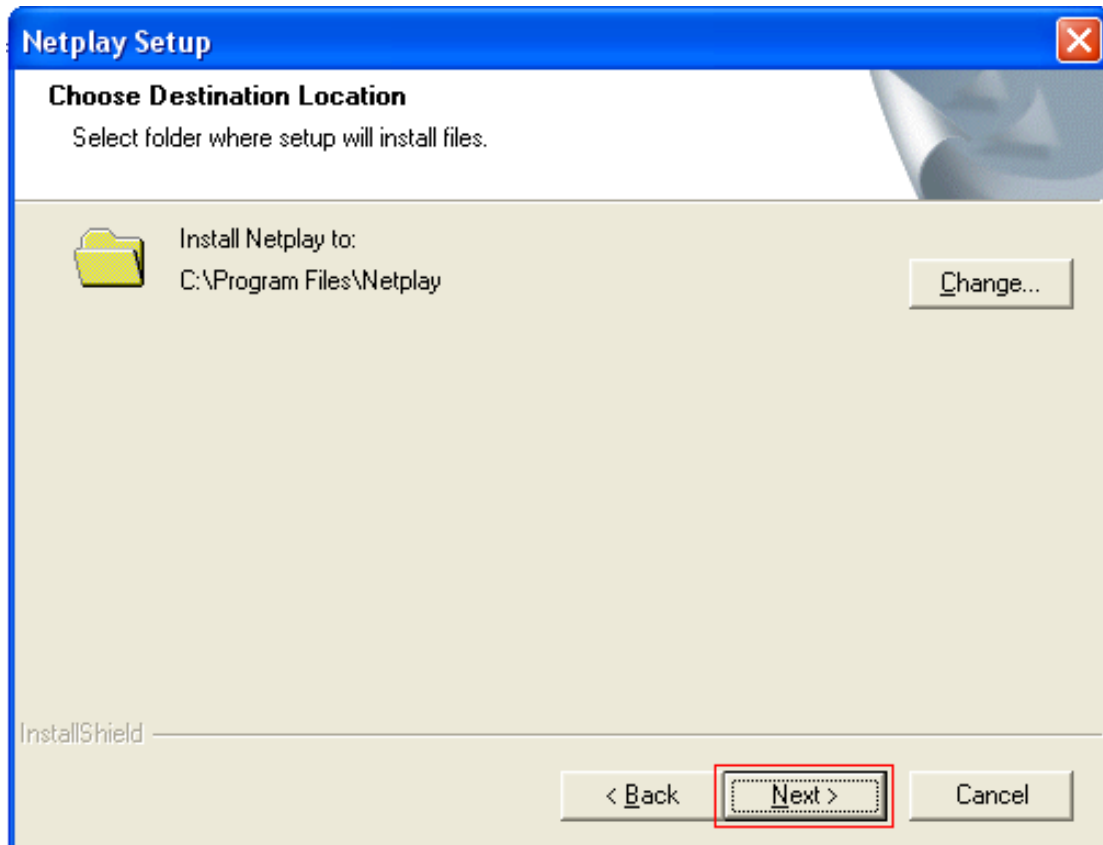 Netplay Setup
Choose Destination Location
Select folder where setup will install files.
Install Netplay to:
C:\Program Files\Netplay
Change...
InstallShield
< Back
Next >
Cancel